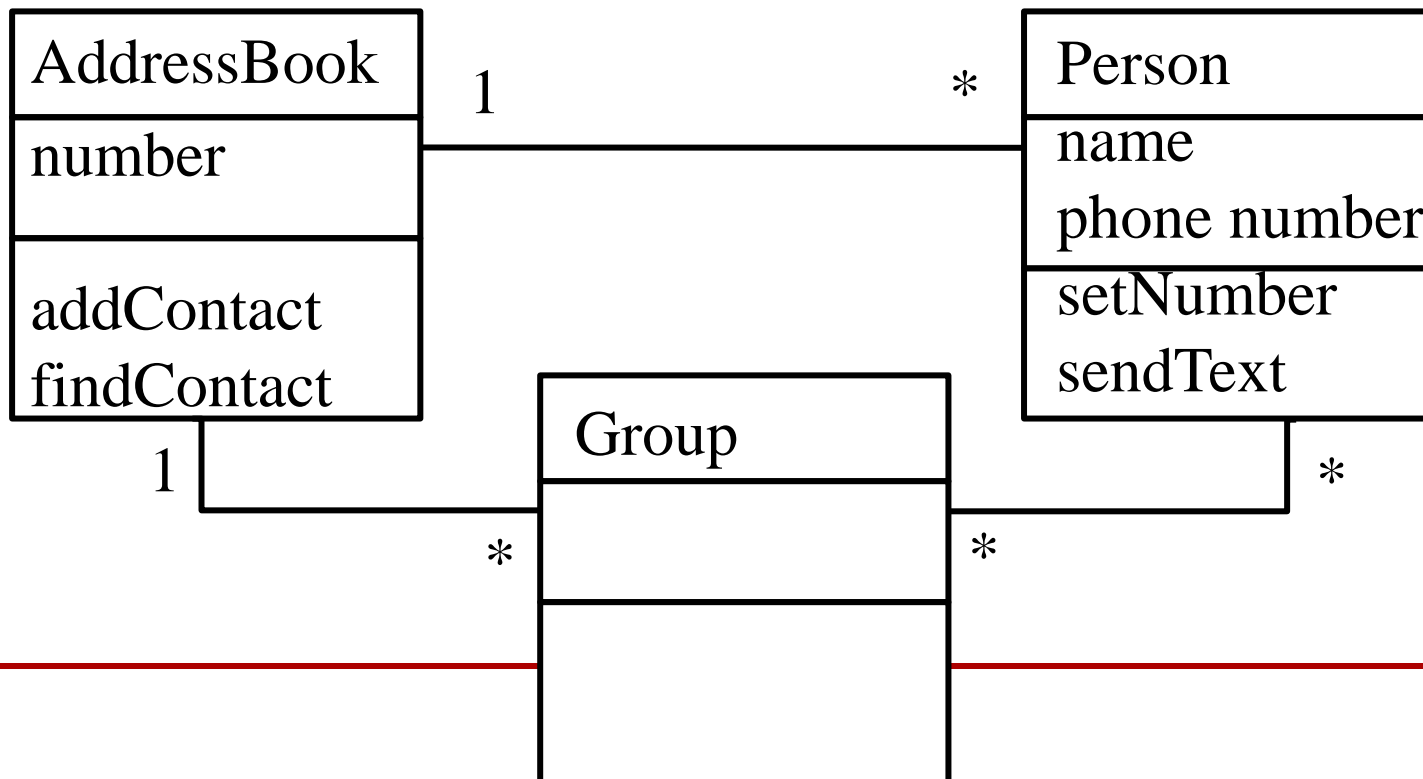 AddressBook
number
addContact
findContact
1
*
Person
name
phone number
setNumber
sendText
1
*
Group
*
*